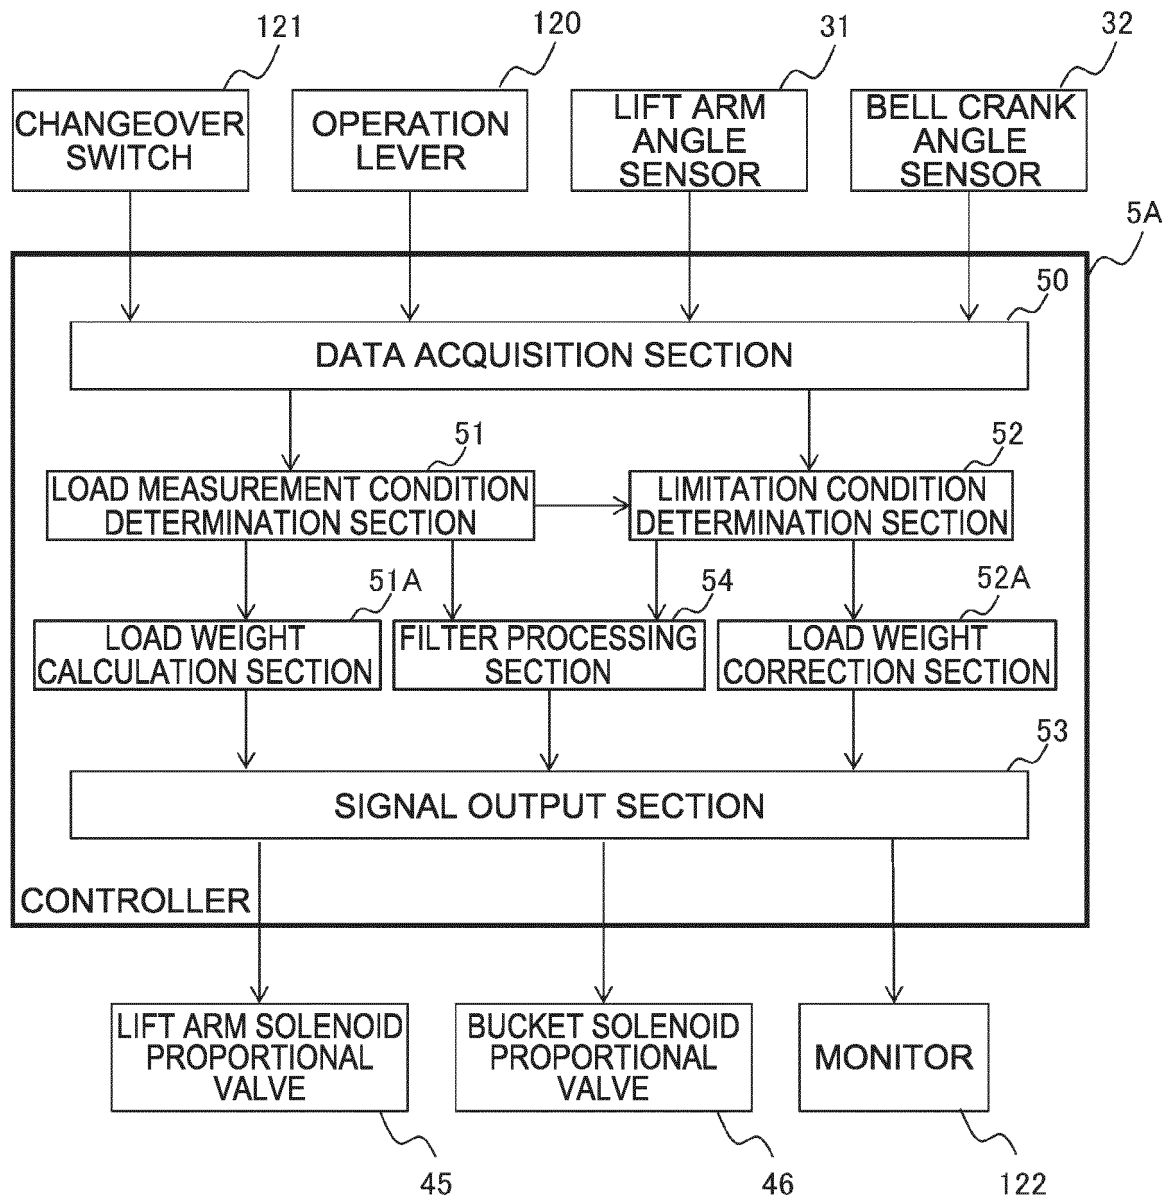 121
120
31
32
CHANGEOVER
SWITCH
OPERATION
LEVER
LIFT ARM
ANGLE
SENSOR
BELL CRANK
ANGLE
SENSOR
5A
50
DATA ACQUISITION SECTION
51
52
LOAD MEASUREMENT CONDITION
DETERMINATION SECTION
LIMITATION CONDITION
DETERMINATION SECTION
51A
54
52A
LOAD WEIGHT
CALCULATION SECTION
FILTER PROCESSING
SECTION
LOAD WEIGHT
CORRECTION SECTION
53
SIGNAL OUTPUT SECTION
CONTROLLER
LIFT ARM SOLENOID
PROPORTIONAL
VALVE
BUCKET SOLENOID
PROPORTIONAL
VALVE
MONITOR
45
46
122